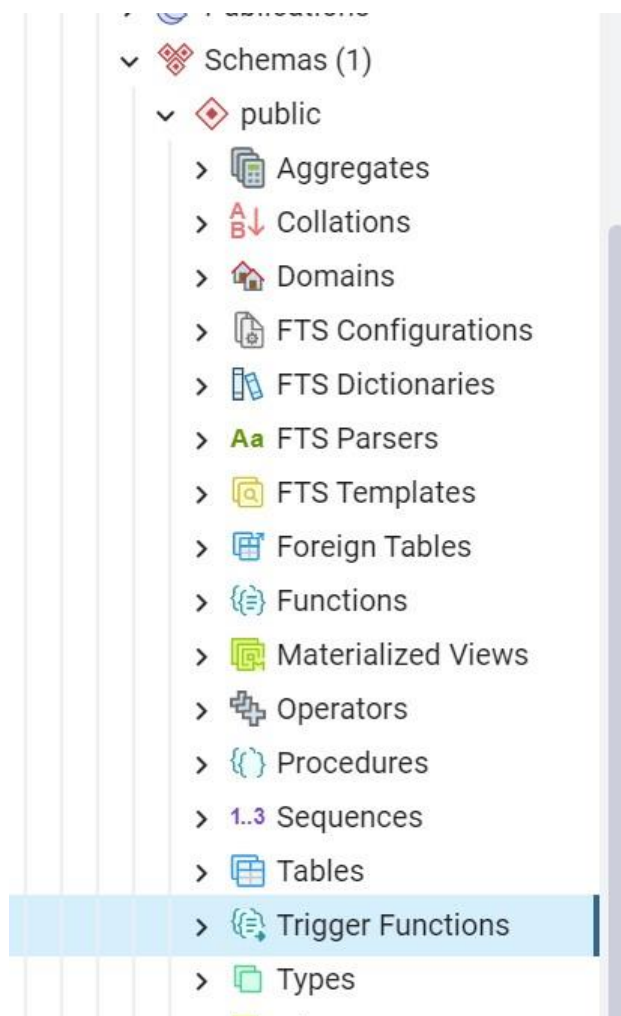 Publications
Schemas (1)
public
Aggregates
A
B Collations
Domains
FTS Configurations
FTS Dictionaries
Aa FTS Parsers
FTS Templates
Foreign Tables
Functions
Materialized Views
Operators
Procedures
1..3 Sequences
Tables
Trigger Functions
Types